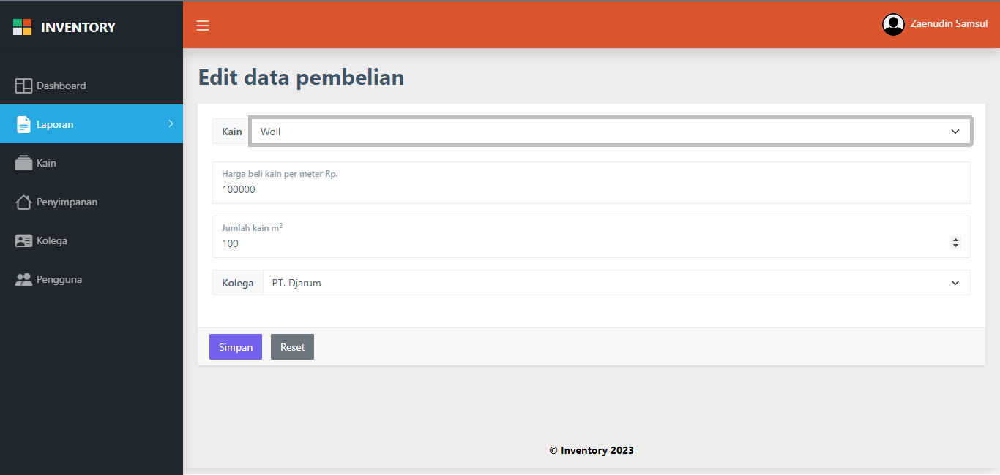 INVENTORY
Zaenudin Samsul
Dashboard
Laporan
Kain
Penyimpanan
Kolega
Pengguna
Edit data pembelian
Kain Woll
Harga beli kain per meter Rp.
100000
Jumlah kain m²
100
Kolega PT. Djarum
Simpan Reset
© Inventory 2023